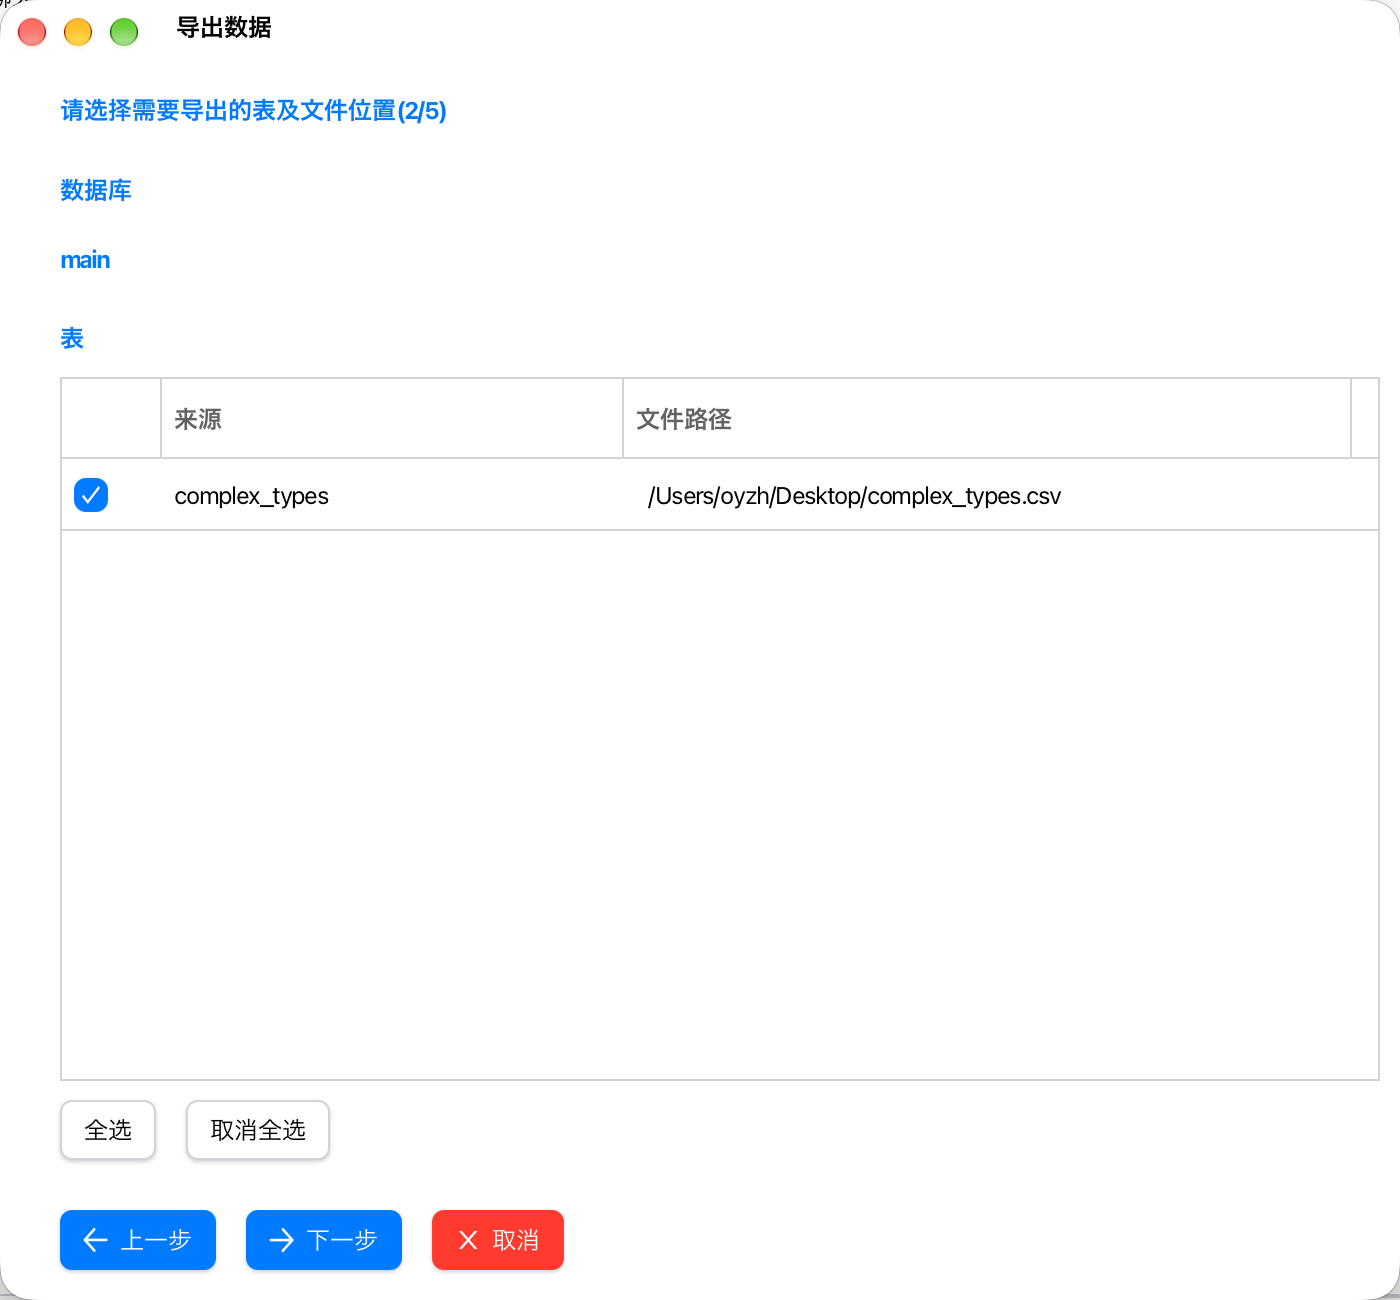 导出数据
请选择需要导出的表及文件位置(2/5)
数据库
main
表
来源 文件路径
complex_types /Users/oyzh/Desktop/complex_types.csv
全选 取消全选
上一步 下一步 取消